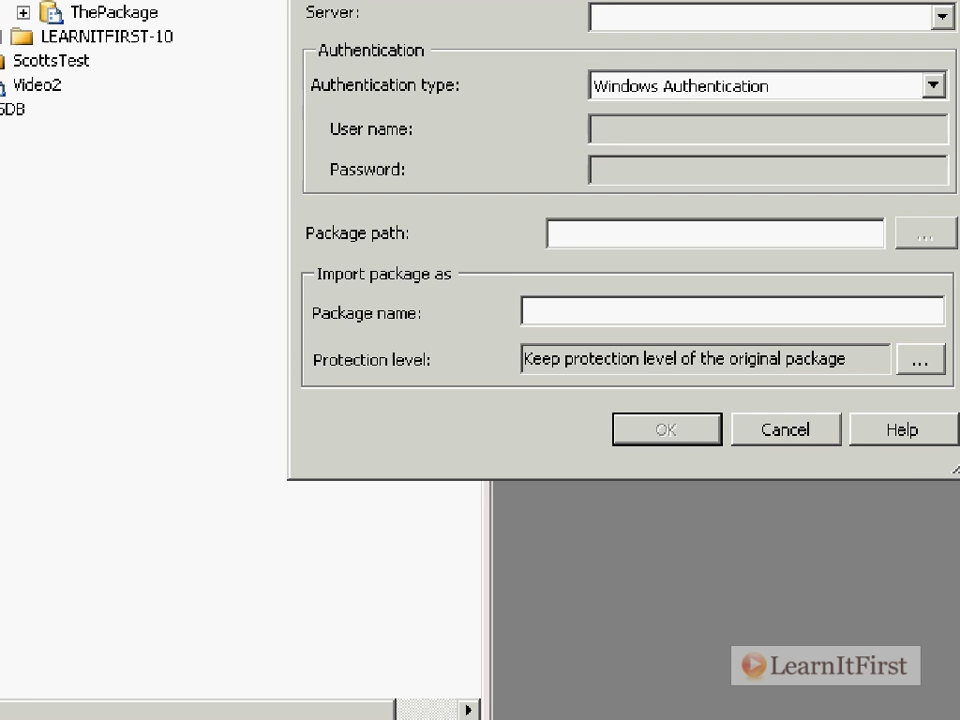 ThePackage
LEARNITFIRST-10
ScottsTest
Video2
Server:
Authentication
Authentication type:
Windows Authentication
User name:
Password:
Package path:
...
Import package as
Package name:
Protection level:
Keep protection level of the original package
...
OK
Cancel
Help
LearnItFirst